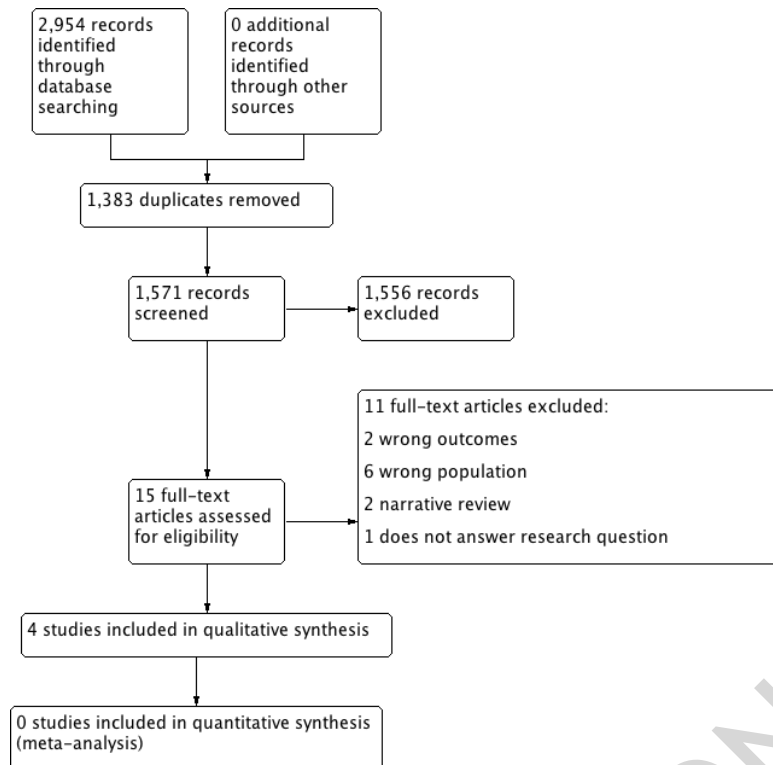 2,954 records
identified
through
database
searching
0 additional
records
identified
through other
sources
1,383 duplicates removed
1,571 records
screened
1,556 records
excluded
11 full-text articles excluded:
2 wrong outcomes
6 wrong population
2 narrative review
1 does not answer research question
15 full-text
articles assessed
for eligibility
4 studies included in qualitative synthesis
0 studies included in quantitative synthesis
(meta-analysis)